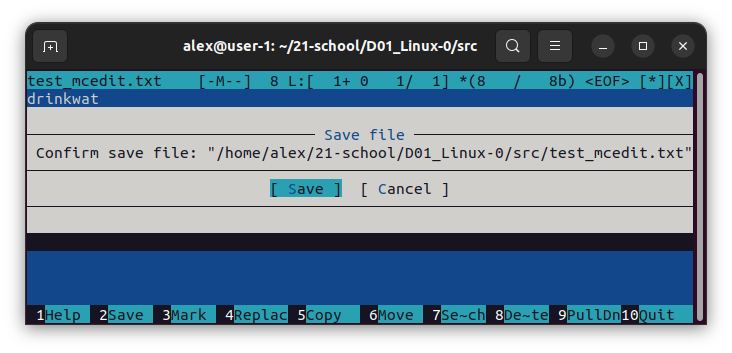 alex@user-1: ~/21-school/D01_Linux-0/src
test_mcedit.txt    [-M--]  8 L:[  1+ 0   1/  1] *(8   /   8b) <EOF> [*][X]
drinkwat
Save file
Confirm save file: "/home/alex/21-school/D01_Linux-0/src/test_mcedit.txt"
[ Save ]  [ Cancel ]
1Help  2Save  3Mark  4Replac 5Copy   6Move  7Se~ch 8De~te 9PullDn10Quit